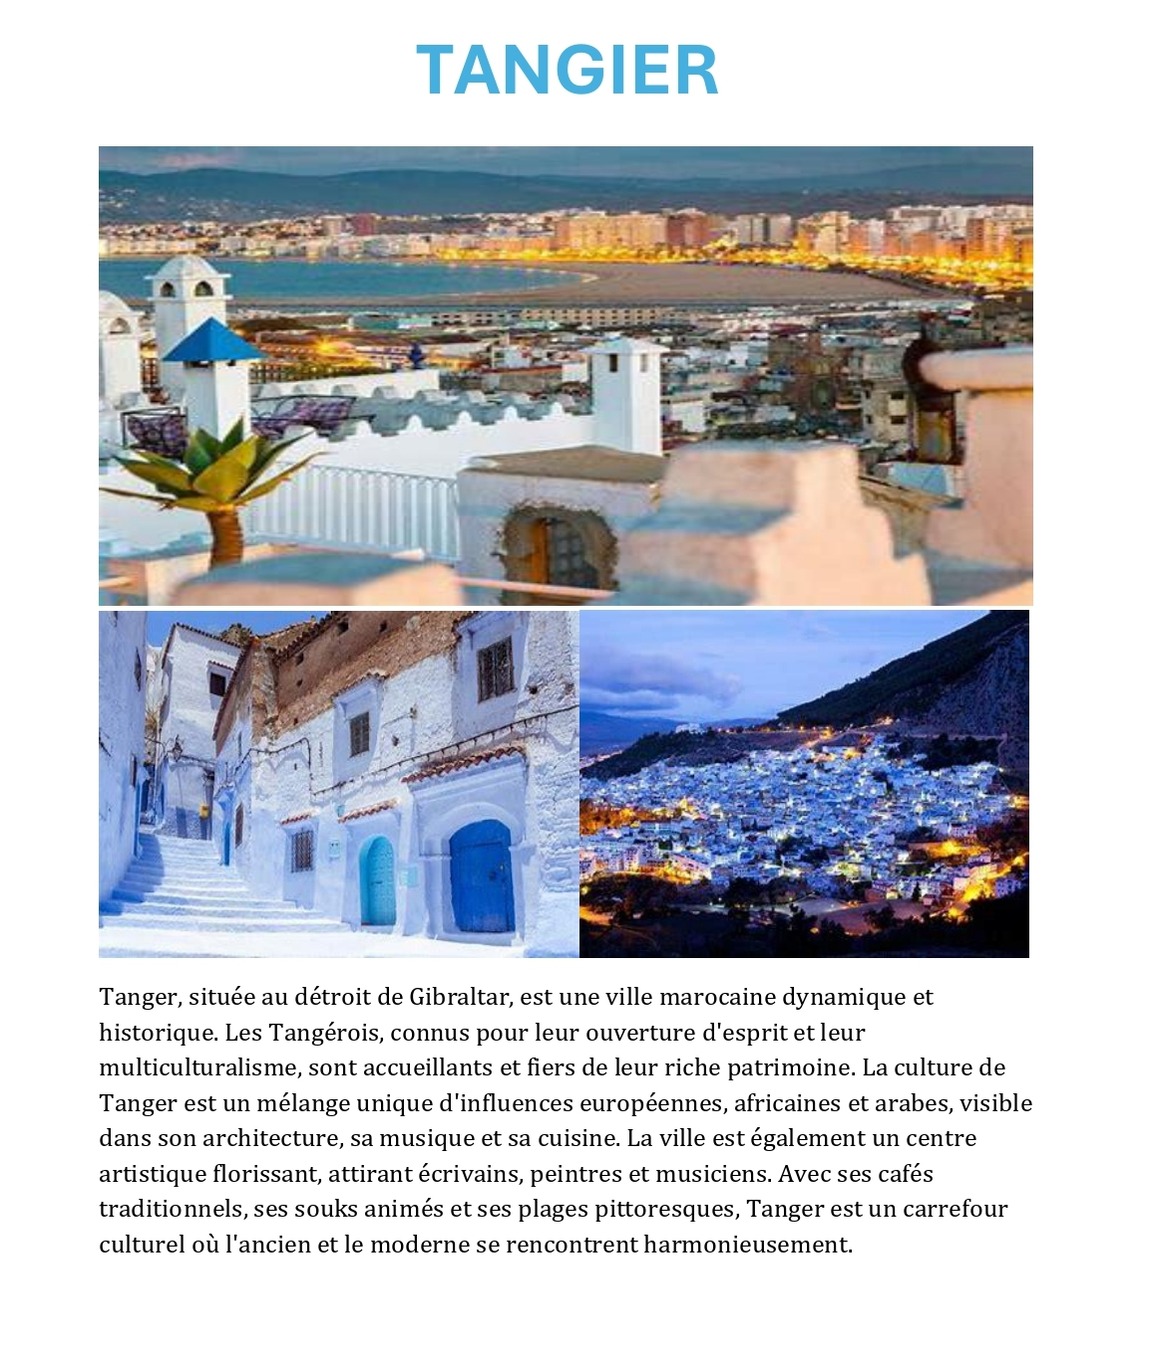 TANGIER
Tanger, située au détroit de Gibraltar, est une ville marocaine dynamique et
historique. Les Tangérois, connus pour leur ouverture d'esprit et leur
multiculturalisme, sont accueillants et fiers de leur riche patrimoine. La culture de
Tanger est un mélange unique d'influences européennes, africaines et arabes, visible
dans son architecture, sa musique et sa cuisine. La ville est également un centre
artistique florissant, attirant écrivains, peintres et musiciens. Avec ses cafés
traditionnels, ses souks animés et ses plages pittoresques, Tanger est un carrefour
culturel où l'ancien et le moderne se rencontrent harmonieusement.